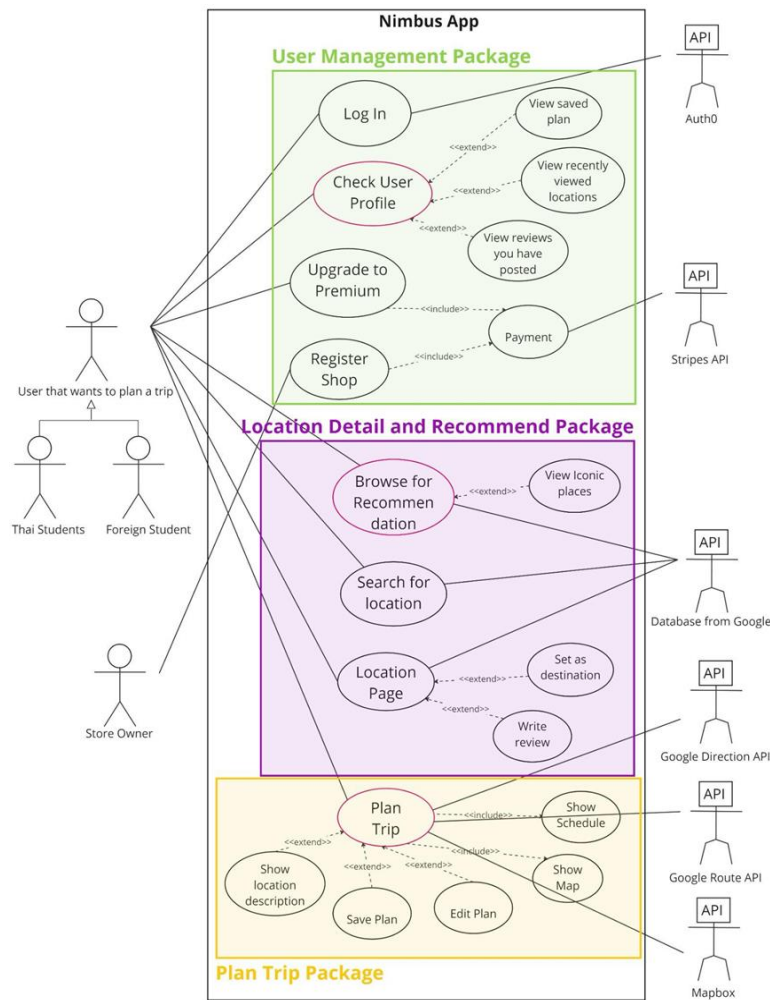 Nimbus App
User Management Package
API
Auth0
Log In
View saved
plan
<<extend>>
Check User
Profile
<<extend>>
View recently
viewed
locations
<<extend>>
View reviews
you have
posted
Upgrade to
Premium
<<include>>
Payment
API
Stripes API
Register
Shop
<<include>>
User that wants to plan a trip
Thai Students
Foreign Student
Location Detail and Recommend Package
Browse for
Recommen
dation
<<extend>>
View Iconic
places
Search for
location
API
Database from Google
Location
Page
<<extend>>
Set as
destination
<<extend>>
Write
review
Store Owner
API
Google Direction API
Plan
Trip
<<include>>
Show
Schedule
API
Google Route API
<<extend>>
<<extend>>
<<extend>>
<<include>>
Show
location
description
Save Plan
Edit Plan
Show
Map
API
Mapbox
Plan Trip Package